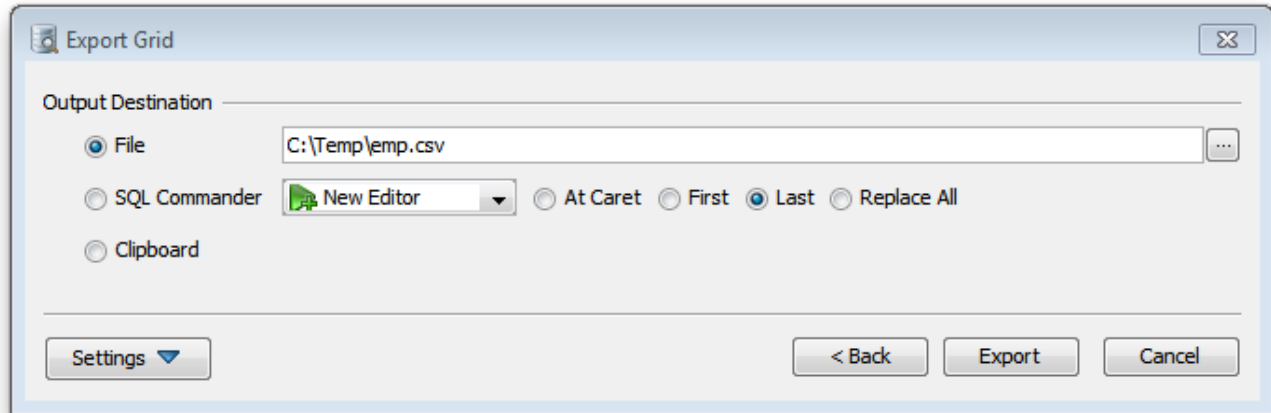 Export Grid
Output Destination
File C:\Temp\emp.csv ...
SQL Commander New Editor At Caret First Last Replace All
Clipboard
Settings < Back Export Cancel